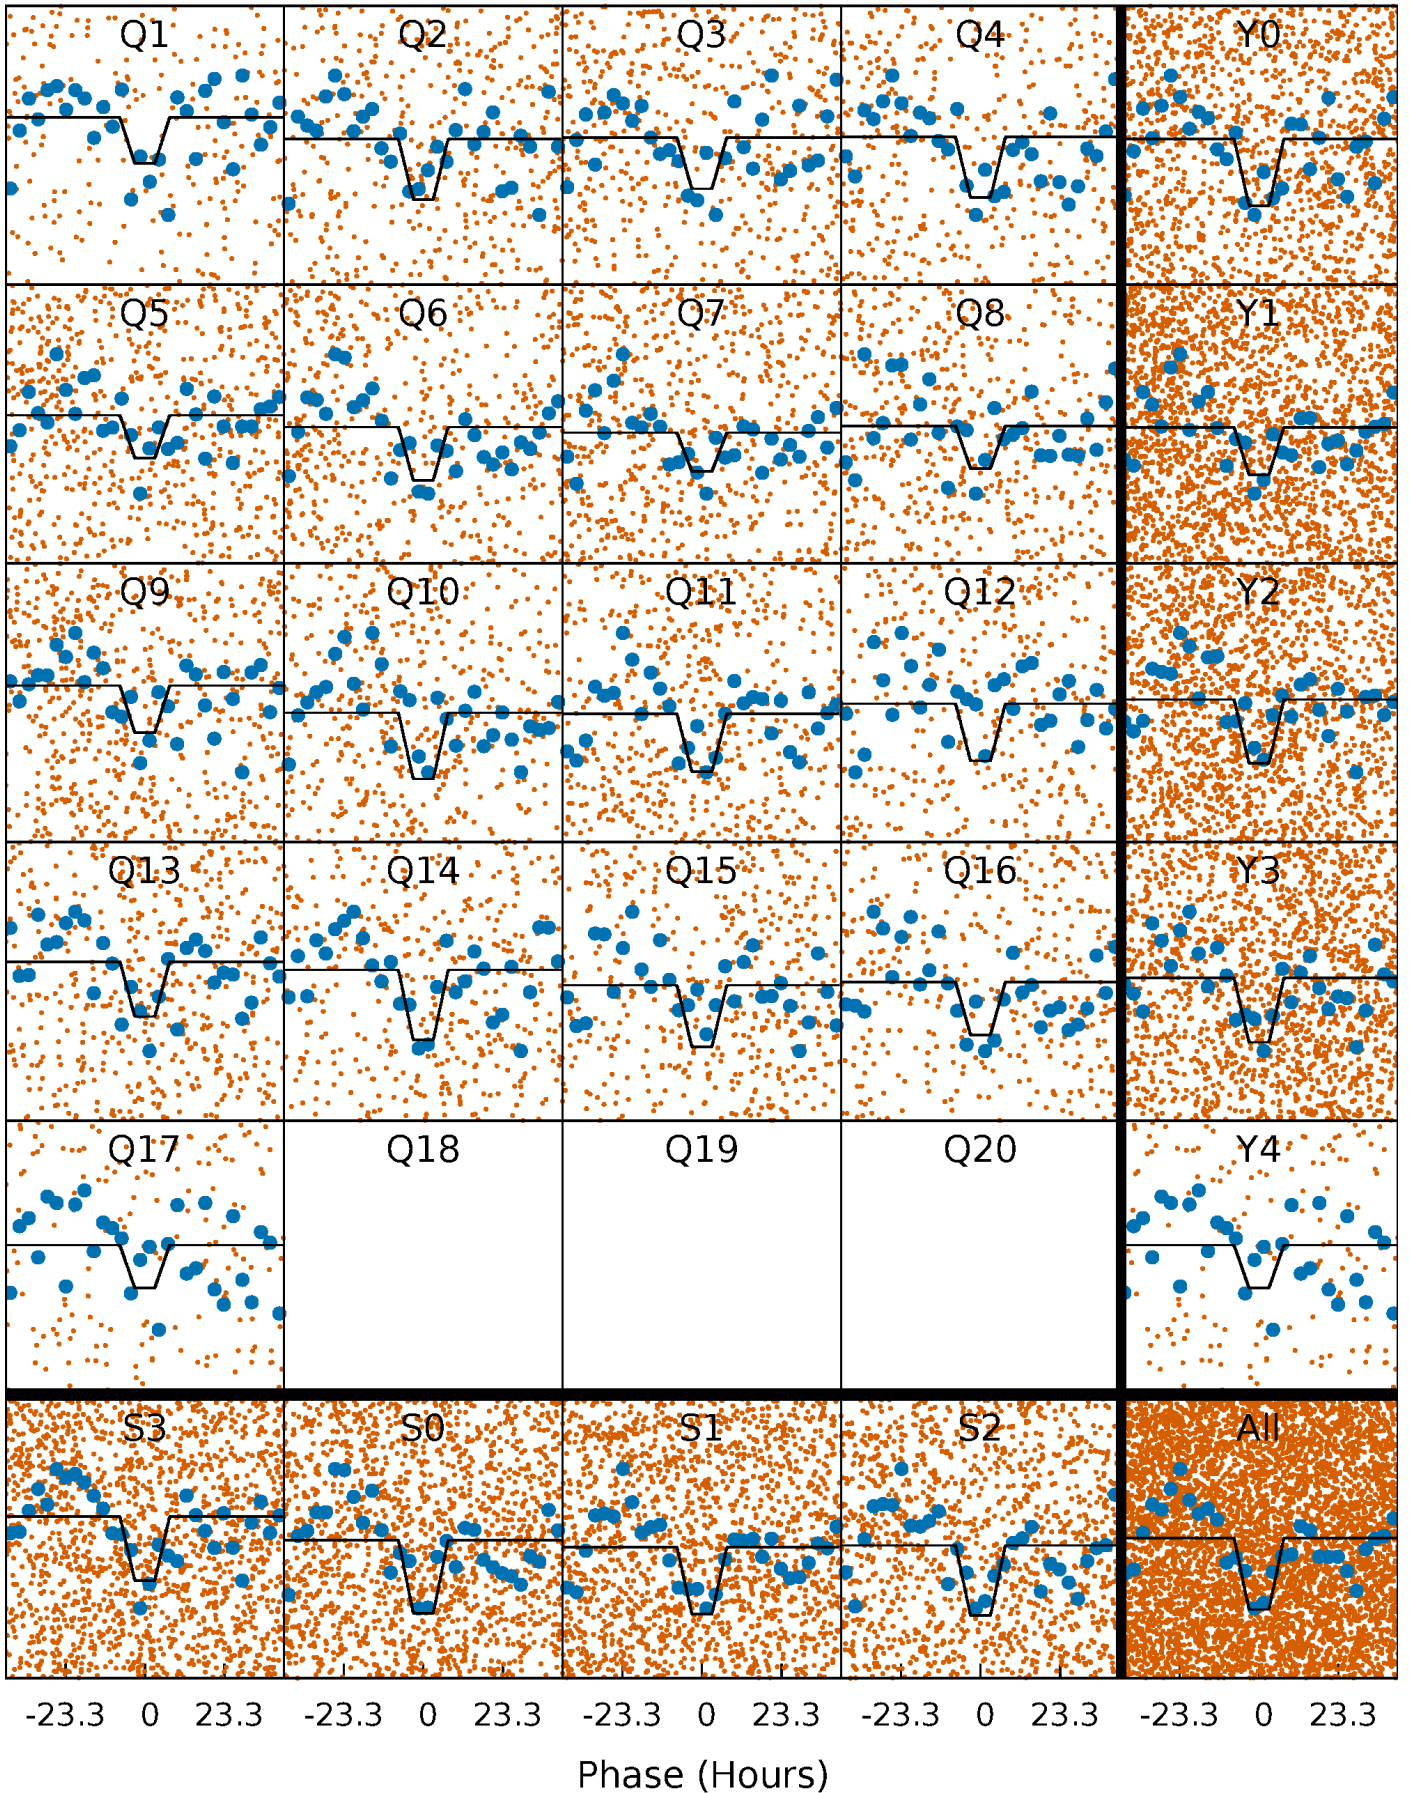 Q1 Q2 Q3 Q4 Y0
Q5 Q6 Q7 Q8 Y1
Q9 Q10 Q11 Q12 Y2
Q13 Q14 Q15 Q16 Y3
Q17 Q18 Q19 Q20 Y4
S3 S0 S1 S2 All
-23.3 0 23.3 -23.3 0 23.3 -23.3 0 23.3 -23.3 0 23.3 -23.3 0 23.3
Phase (Hours)